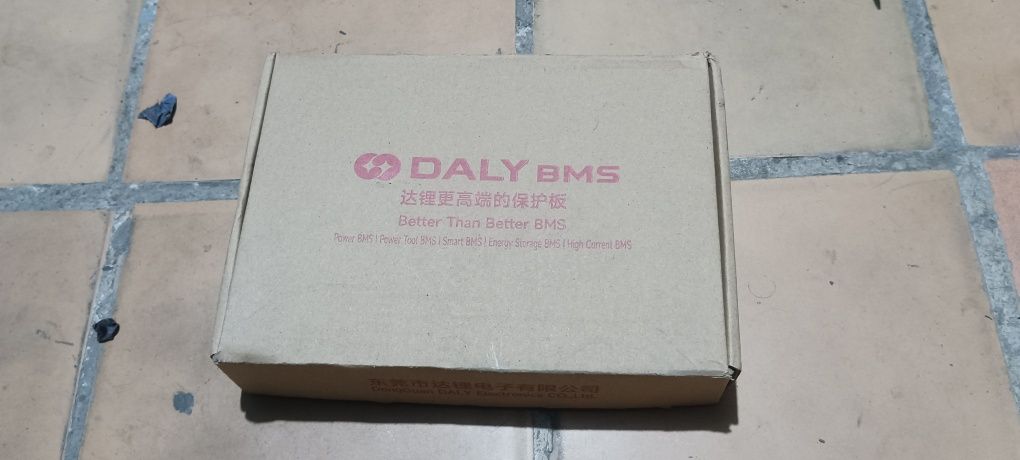 DALY BMS
达锂更高端的保护板
Better Than Better BMS
Power BMS | Power Tool BMS | Smart BMS | Energy Storage BMS | High Current BMS
东莞市达锂电子有限公司
DongGuan DALY Electronics CO.,Ltd.